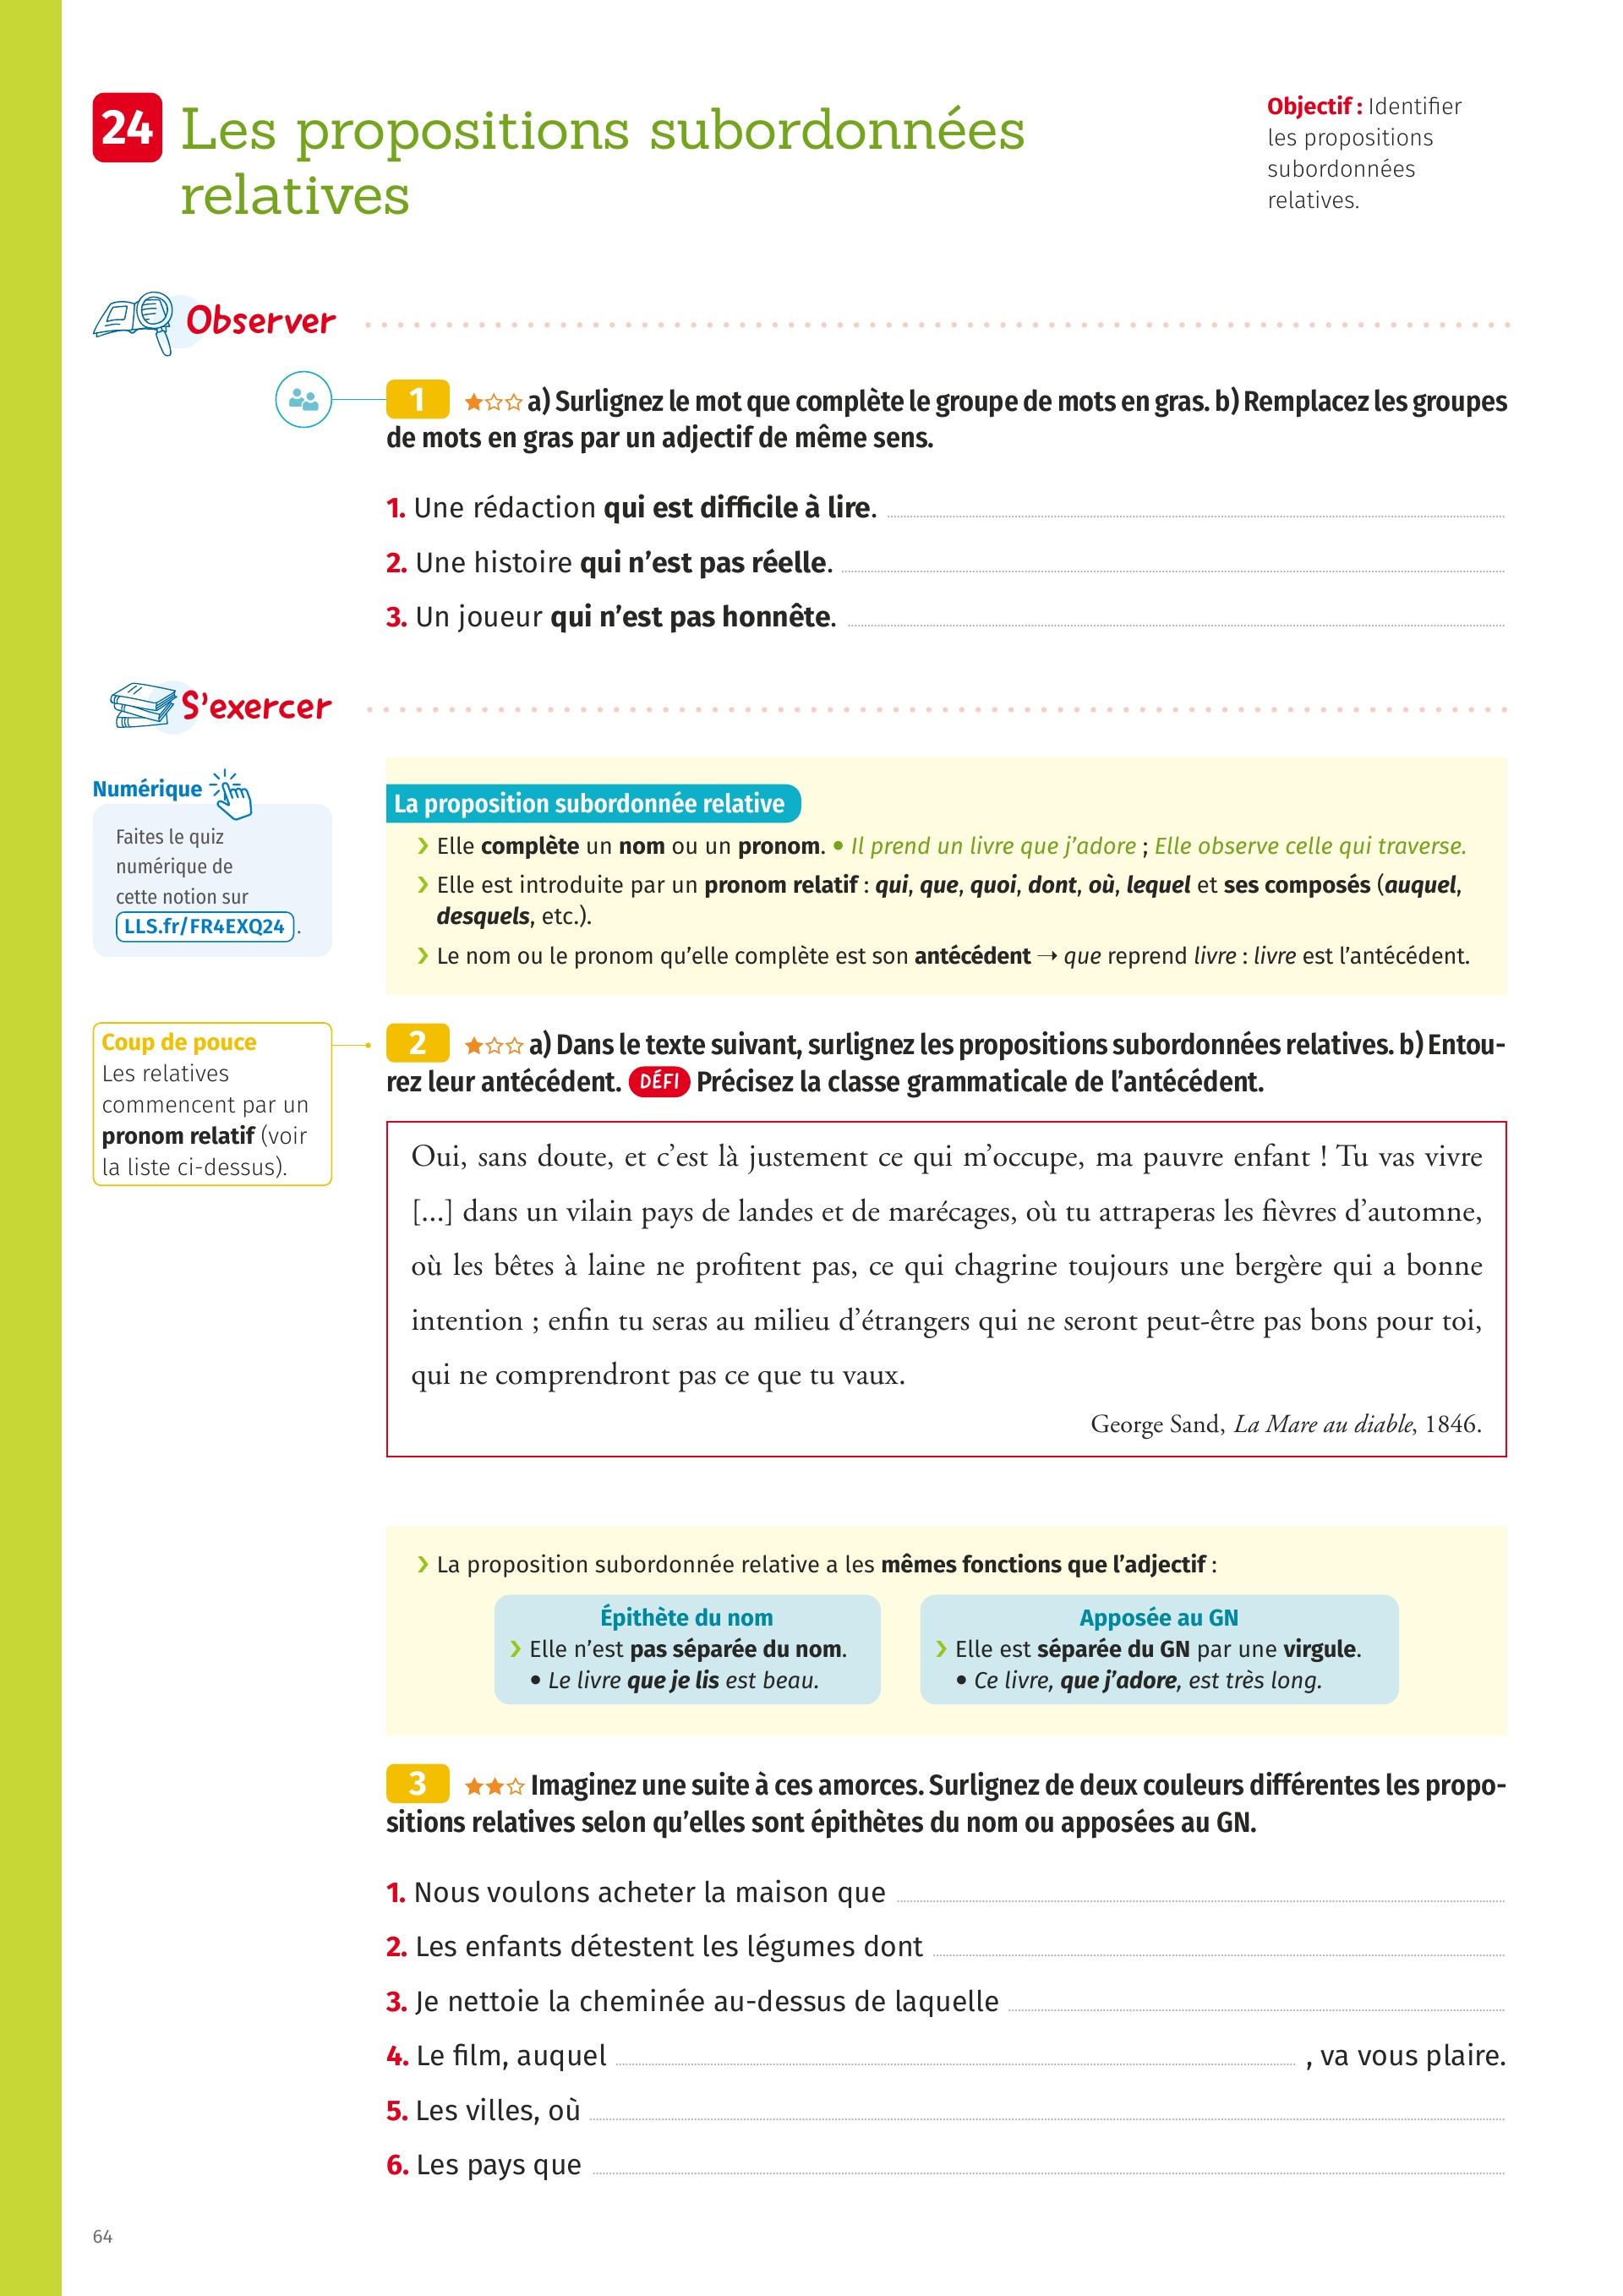 24 Les propositions subordonnées
relatives
Objectif : Identifier
les propositions
subordonnées
relatives.
Observer
1 a) Surlignez le mot que complète le groupe de mots en gras. b) Remplacez les groupes
de mots en gras par un adjectif de même sens.
1. Une rédaction qui est difficile à lire.
2. Une histoire qui n’est pas réelle.
3. Un joueur qui n’est pas honnête.
S’exercer
Numérique
Faites le quiz
numérique de
cette notion sur
LLS.fr/FR4EXQ24 .
La proposition subordonnée relative
› Elle complète un nom ou un pronom. • Il prend un livre que j’adore ; Elle observe celle qui traverse.
› Elle est introduite par un pronom relatif : qui, que, quoi, dont, où, lequel et ses composés (auquel,
desquels, etc.).
› Le nom ou le pronom qu’elle complète est son antécédent → que reprend livre : livre est l’antécédent.
Coup de pouce
Les relatives
commencent par un
pronom relatif (voir
la liste ci-dessus).
2 a) Dans le texte suivant, surlignez les propositions subordonnées relatives. b) Entou-
rez leur antécédent. DÉFI Précisez la classe grammaticale de l’antécédent.
Oui, sans doute, et c’est là justement ce qui m’occupe, ma pauvre enfant ! Tu vas vivre
[...] dans un vilain pays de landes et de marécages, où tu attraperas les fièvres d’automne,
où les bêtes à laine ne profitent pas, ce qui chagrine toujours une bergère qui a bonne
intention ; enfin tu seras au milieu d’étrangers qui ne seront peut-être pas bons pour toi,
qui ne comprendront pas ce que tu vaux.
George Sand, La Mare au diable, 1846.
› La proposition subordonnée relative a les mêmes fonctions que l’adjectif :
Épithète du nom
› Elle n’est pas séparée du nom.
• Le livre que je lis est beau.
Apposée au GN
› Elle est séparée du GN par une virgule.
• Ce livre, que j’adore, est très long.
3 Imaginez une suite à ces amorces. Surlignez de deux couleurs différentes les propo-
sitions relatives selon qu’elles sont épithètes du nom ou apposées au GN.
1. Nous voulons acheter la maison que
2. Les enfants détestent les légumes dont
3. Je nettoie la cheminée au-dessus de laquelle
4. Le film, auquel , va vous plaire.
5. Les villes, où
6. Les pays que
64